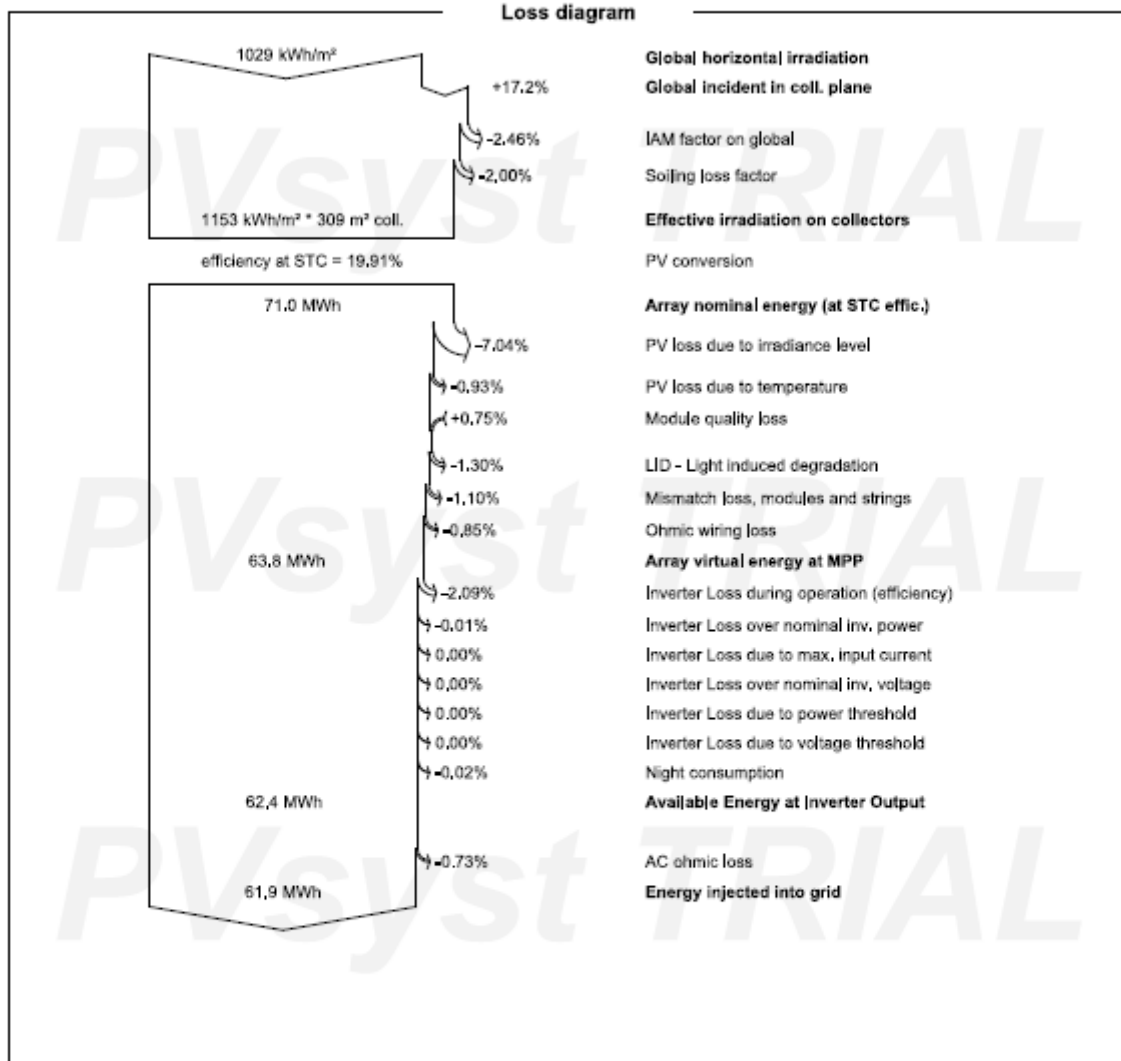 Loss diagram
1029 kWh/m² Global horizontal irradiation
+17.2% Global incident in coll. plane
-2.46% IAM factor on global
-2.00% Soiling loss factor
1153 kWh/m² * 309 m² coll. Effective irradiation on collectors
efficiency at STC = 19.91% PV conversion
71.0 MWh Array nominal energy (at STC effic.)
-7.04% PV loss due to irradiance level
-0.93% PV loss due to temperature
+0.75% Module quality loss
-1.30% LID - Light induced degradation
-1.10% Mismatch loss, modules and strings
-0.85% Ohmic wiring loss
63.8 MWh Array virtual energy at MPP
-2.09% Inverter Loss during operation (efficiency)
-0.01% Inverter Loss over nominal inv. power
0.00% Inverter Loss due to max. input current
0.00% Inverter Loss over nominal inv. voltage
0.00% Inverter Loss due to power threshold
0.00% Inverter Loss due to voltage threshold
-0.02% Night consumption
62.4 MWh Available Energy at Inverter Output
-0.73% AC ohmic loss
61.9 MWh Energy injected into grid
PVsyst TRIAL
PVsyst TRIAL
PVsyst TRIAL